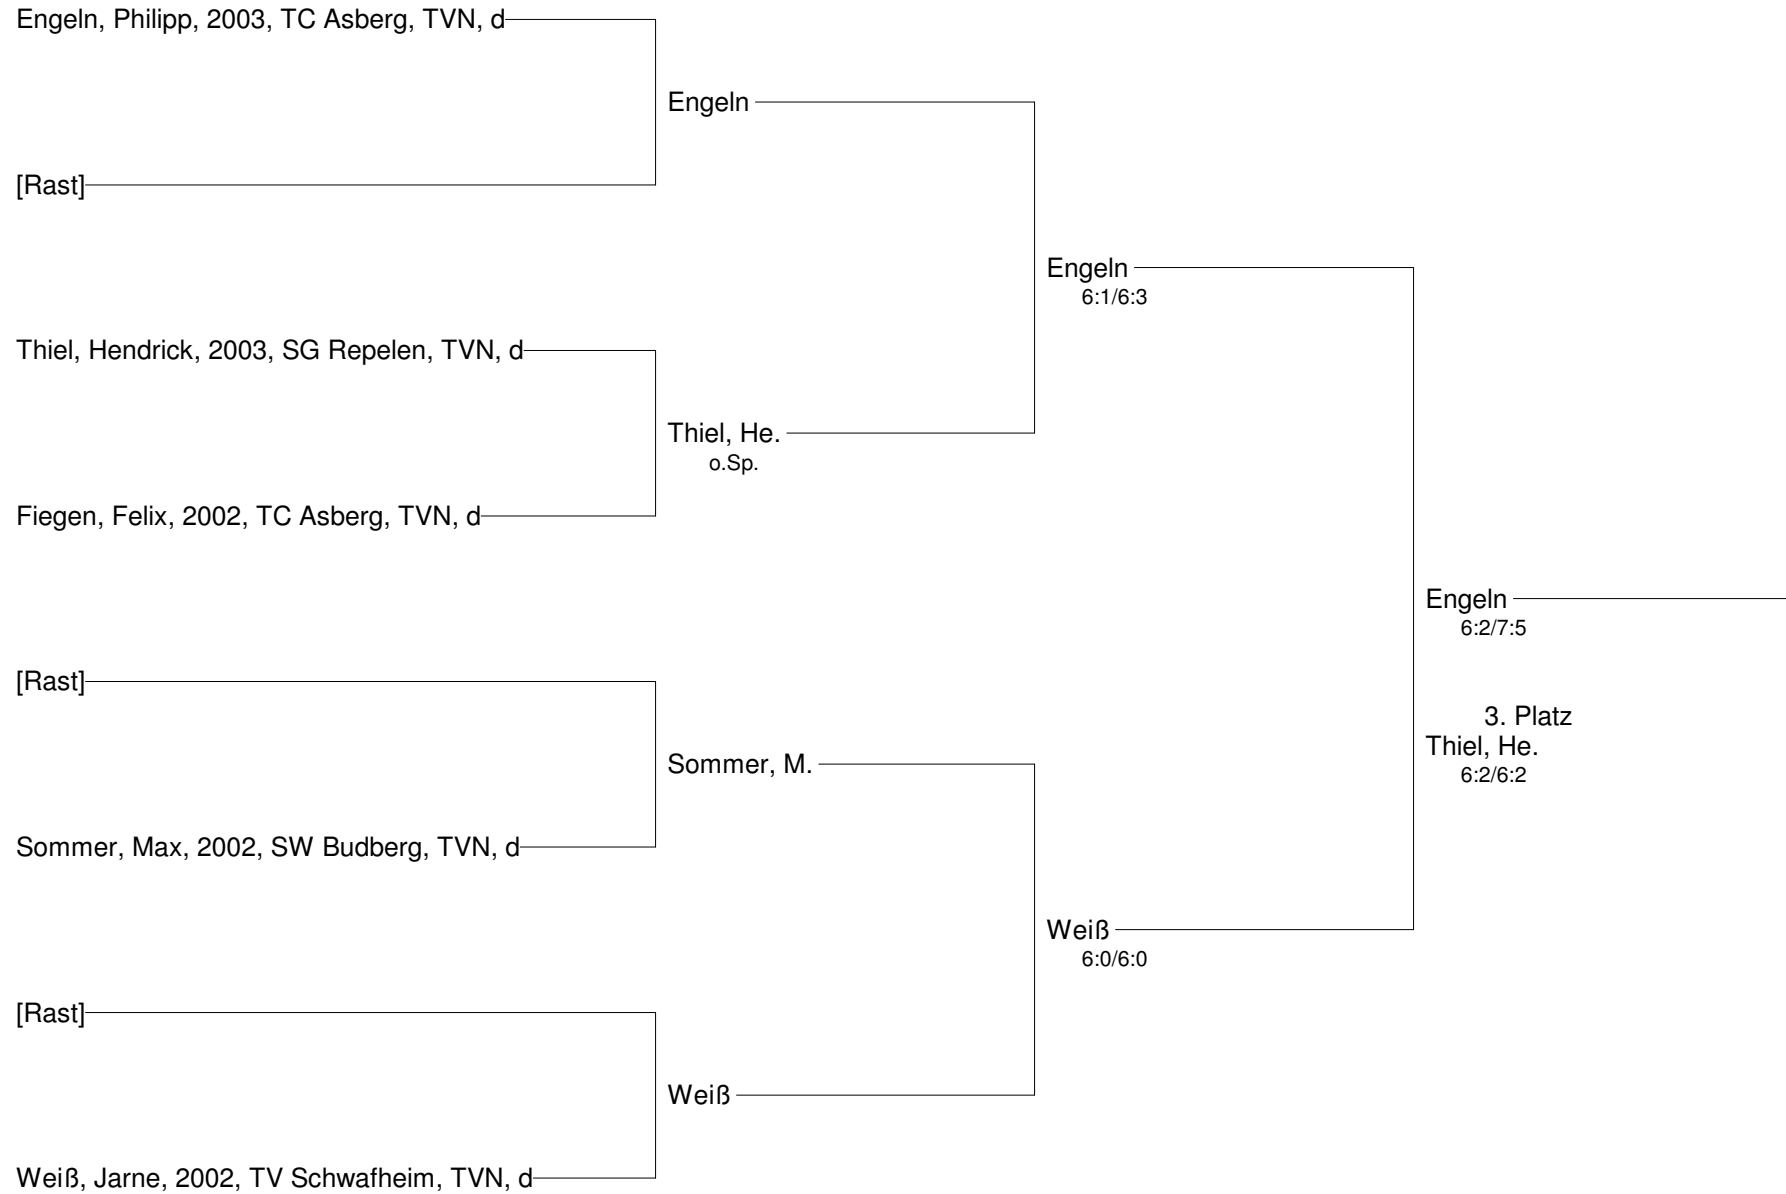 Engeln, Philipp, 2003, TC Asberg, TVN, d
Engeln
[Rast]
Engeln
6:1/6:3
Thiel, Hendrick, 2003, SG Repelen, TVN, d
Thiel, He.
o.Sp.
Fiegen, Felix, 2002, TC Asberg, TVN, d
Engeln
6:2/7:5
[Rast]
3. Platz
Thiel, He.
6:2/6:2
Sommer, M.
Sommer, Max, 2002, SW Budberg, TVN, d
Weiß
6:0/6:0
[Rast]
Weiß
Weiß, Jarne, 2002, TV Schwafheim, TVN, d